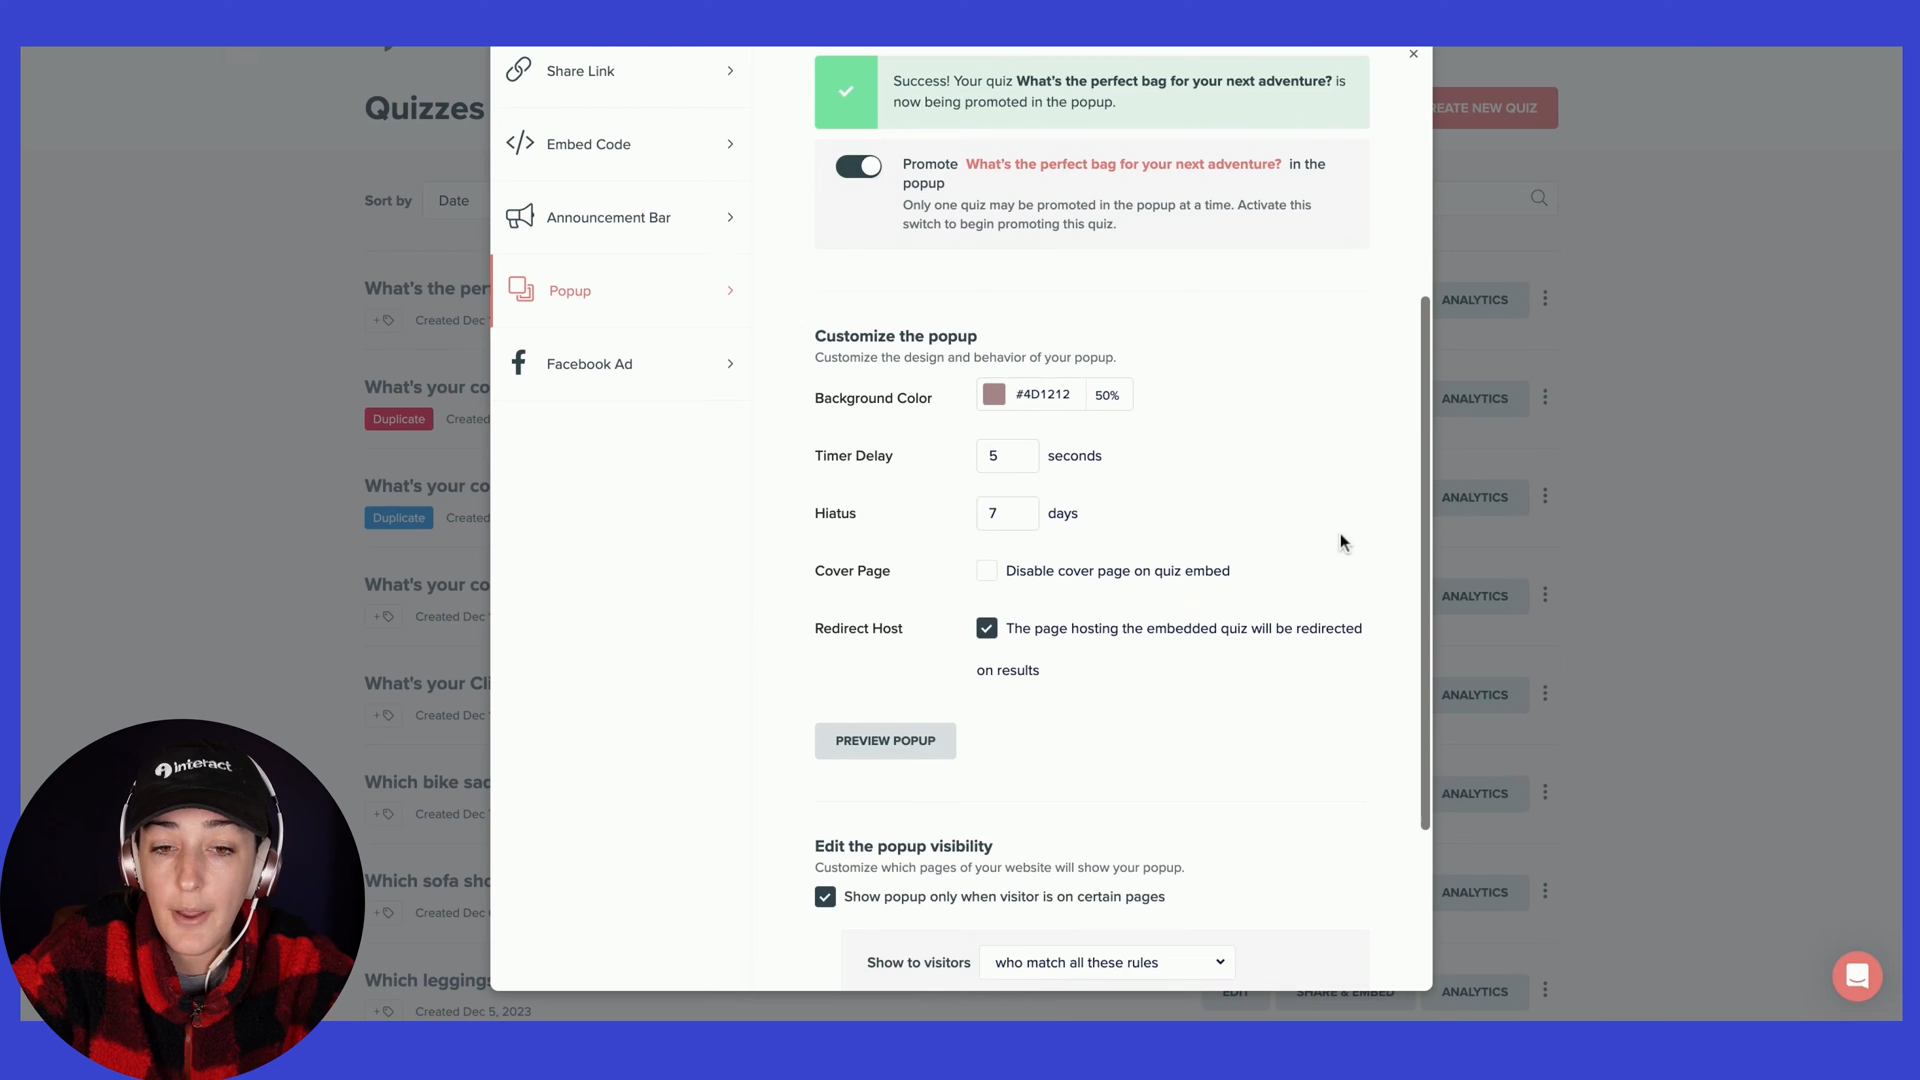 Share Link
Embed Code
Announcement Bar
Popup
Facebook Ad
Success! Your quiz What's the perfect bag for your next adventure? is
now being promoted in the popup.
Promote What's the perfect bag for your next adventure? in the
popup
Only one quiz may be promoted in the popup at a time. Activate this
switch to begin promoting this quiz.
Customize the popup
Customize the design and behavior of your popup.
Background Color #4D1212 50%
Timer Delay 5 seconds
Hiatus 7 days
Cover Page Disable cover page on quiz embed
Redirect Host The page hosting the embedded quiz will be redirected
on results
PREVIEW POPUP
Edit the popup visibility
Customize which pages of your website will show your popup.
Show popup only when visitor is on certain pages
Show to visitors who match all these rules
Quizzes
REATE NEW QUIZ
Sort by Date
What's the per
+ Created Dec
ANALYTICS
What's your co
Duplicate Created
ANALYTICS
What's your co
Duplicate Created
ANALYTICS
What's your co
+ Created Dec
ANALYTICS
What's your Cli
+ Created Dec
ANALYTICS
Which bike sad
+ Created Dec
ANALYTICS
Which sofa sho
+ Created Dec
ANALYTICS
Which leggings
Created Dec 5, 2023
EDIT SHARE & EMBED ANALYTICS
interact